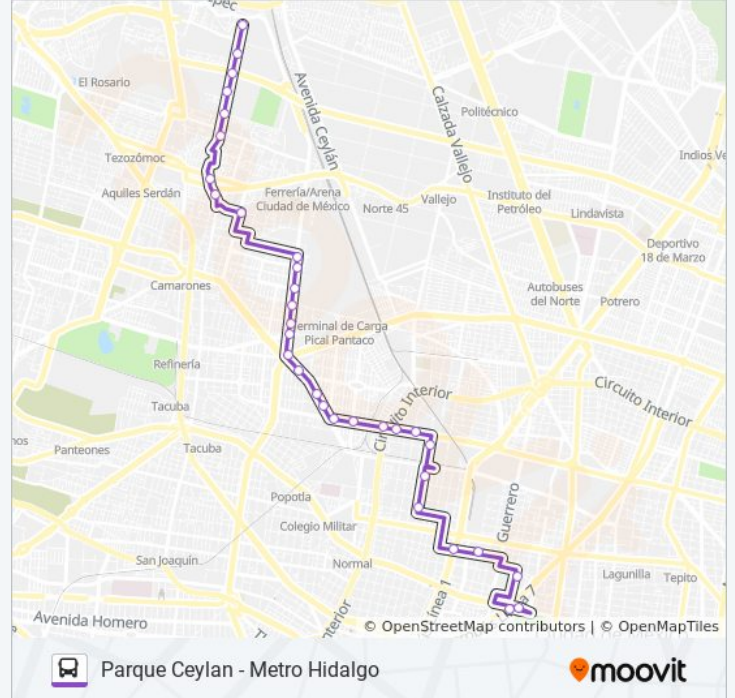 El Rosario
Avenida Ceylán
Calzada Vallejo
Politécnico
Tezozómoc
Aquiles Serdán
Ferrería/Arena
Ciudad de México
Norte 45
Vallejo
Instituto del
Petróleo
Lindavista
Indios Ve
Deportivo
18 de Marzo
Camarones
Autobuses
del Norte
Potrero
erminal de Carga
Pical Pantaco
Refinería
Circuito Interior
Circuito Interior
Tacuba
Panteones
Tacuba
Popotla
Guerrero
Colegio Militar
San Joaquín
Normal
Lagunilla
Tepito
Avenida Homero
© OpenStreetMap contributors | © OpenMapTiles
Parque Ceylan - Metro Hidalgo
moovit